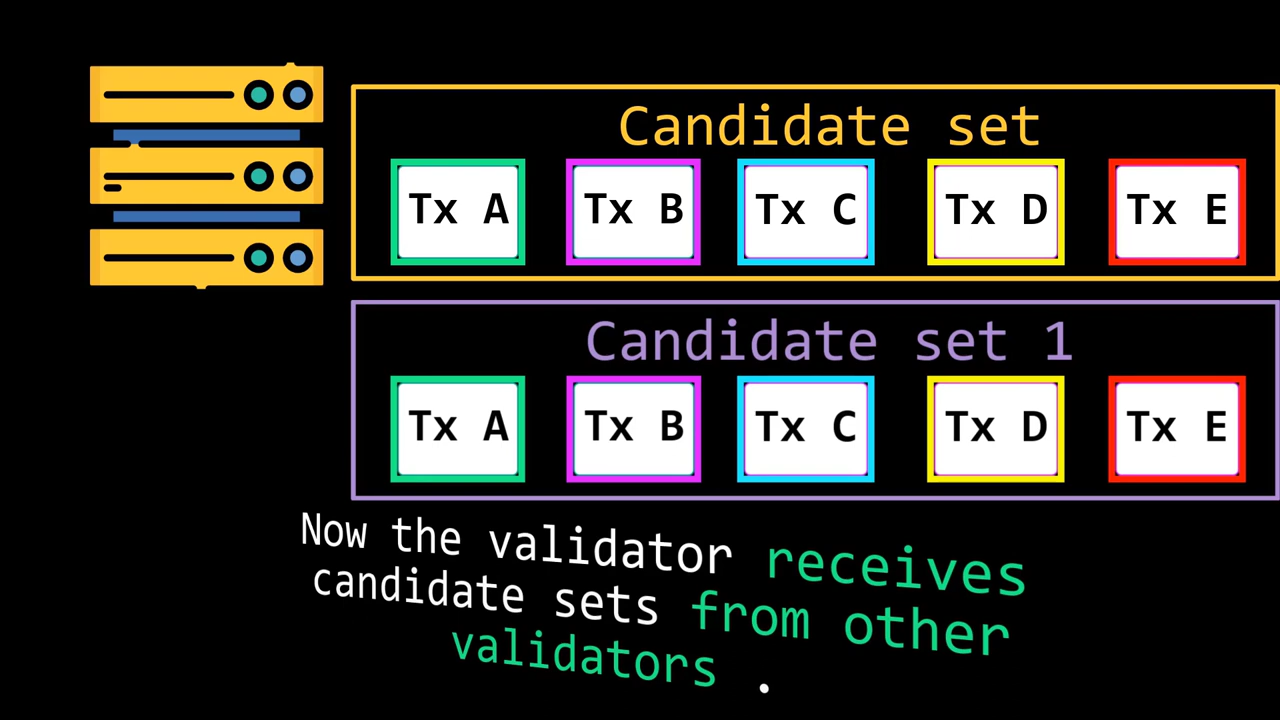 Candidate set
Tx A Tx B Tx C Tx D Tx E
Candidate set 1
Tx A Tx B Tx C Tx D Tx E
Now the validator receives
candidate sets from other
validators .